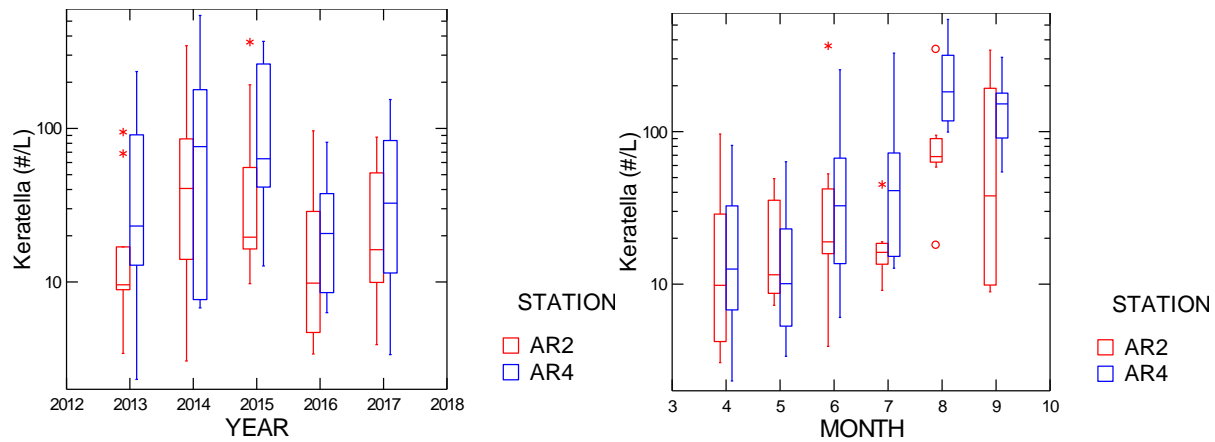 Keratella (#/L)
100
10
2012 2013 2014 2015 2016 2017 2018
YEAR
STATION
AR2
AR4
Keratella (#/L)
100
10
3 4 5 6 7 8 9 10
MONTH
STATION
AR2
AR4